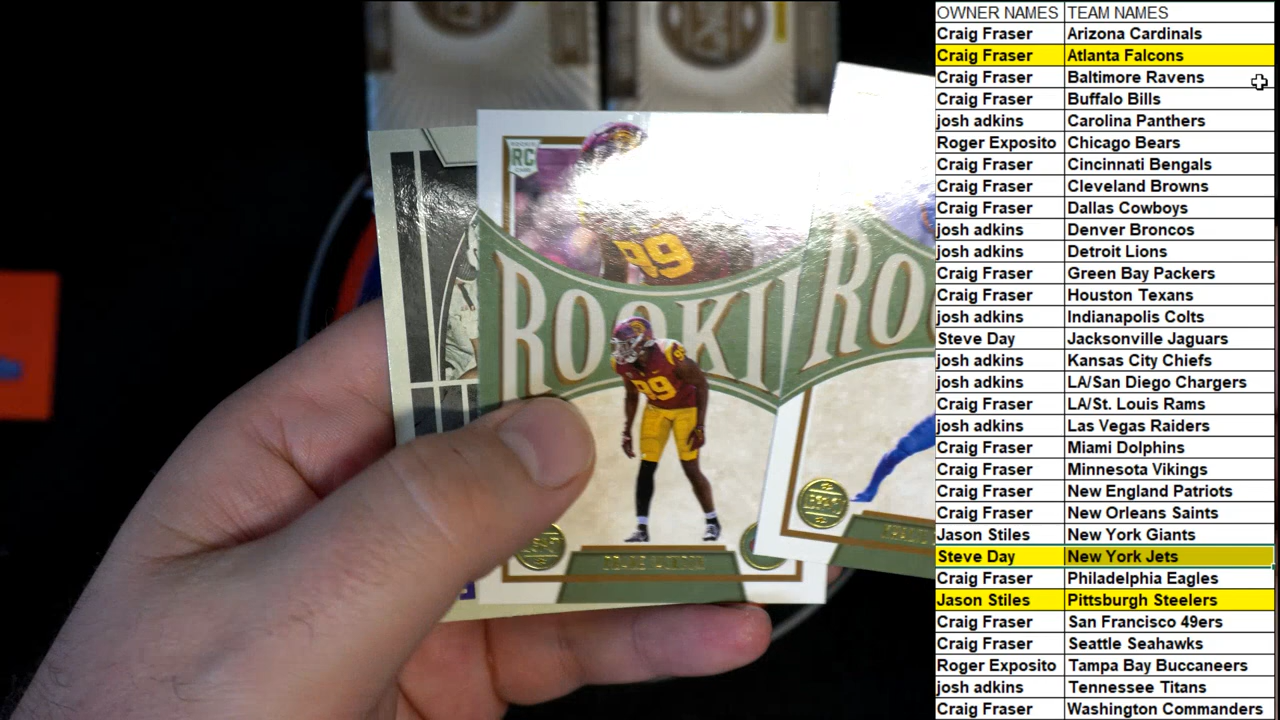 RC
ROOKI
99
99
RO
DRAKE JACKSON
OWNER NAMES TEAM NAMES
Craig Fraser Arizona Cardinals
Craig Fraser Atlanta Falcons
Craig Fraser Baltimore Ravens
Craig Fraser Buffalo Bills
josh adkins Carolina Panthers
Roger Exposito Chicago Bears
Craig Fraser Cincinnati Bengals
Craig Fraser Cleveland Browns
Craig Fraser Dallas Cowboys
josh adkins Denver Broncos
josh adkins Detroit Lions
Craig Fraser Green Bay Packers
Craig Fraser Houston Texans
josh adkins Indianapolis Colts
Steve Day Jacksonville Jaguars
josh adkins Kansas City Chiefs
josh adkins LA/San Diego Chargers
Craig Fraser LA/St. Louis Rams
josh adkins Las Vegas Raiders
Craig Fraser Miami Dolphins
Craig Fraser Minnesota Vikings
Craig Fraser New England Patriots
Craig Fraser New Orleans Saints
Jason Stiles New York Giants
Steve Day New York Jets
Craig Fraser Philadelphia Eagles
Jason Stiles Pittsburgh Steelers
Craig Fraser San Francisco 49ers
Craig Fraser Seattle Seahawks
Roger Exposito Tampa Bay Buccaneers
josh adkins Tennessee Titans
Craig Fraser Washington Commanders